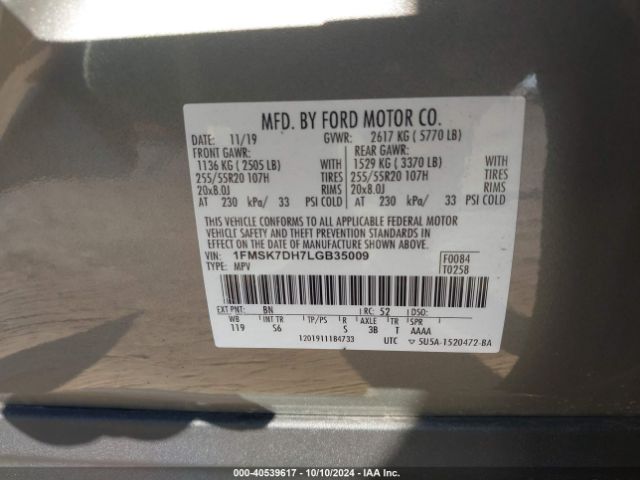 MFD. BY FORD MOTOR CO.
DATE: 11/19 GVWR: 2617 KG ( 5770 LB)
FRONT GAWR: REAR GAWR:
1136 KG ( 2505 LB) WITH 1529 KG ( 3370 LB) WITH
255/55R20 107H TIRES 255/55R20 107H TIRES
20x8.0J RIMS 20x8.0J RIMS
AT 230 kPa/ 33 PSI COLD AT 230 kPa/ 33 PSI COLD
THIS VEHICLE CONFORMS TO ALL APPLICABLE FEDERAL MOTOR
VEHICLE SAFETY AND THEFT PREVENTION STANDARDS IN
EFFECT ON THE DATE OF MANUFACTURE SHOWN ABOVE.
VIN: 1FMSK7DH7LGB35009 F0084
TYPE: MPV T0258
EXT PNT: BN RC: 52 DSO:
WB INT TR TP/PS R AXLE TR SPR
119 S6 S 3B T AAAA
1201911184733 UTC ▽ 5U5A-1520472-BA
000-40539617 - 10/10/2024 - IAA Inc.